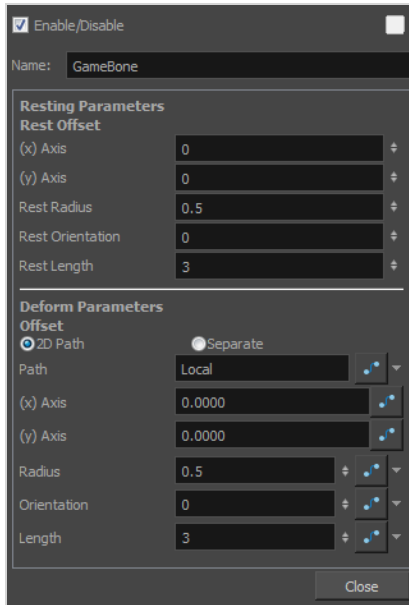 Enable/Disable
Name: GameBone
Resting Parameters
Rest Offset
(x) Axis 0
(y) Axis 0
Rest Radius 0.5
Rest Orientation 0
Rest Length 3
Deform Parameters
Offset
2D Path Separate
Path Local
(x) Axis 0.0000
(y) Axis 0.0000
Radius 0.5
Orientation 0
Length 3
Close